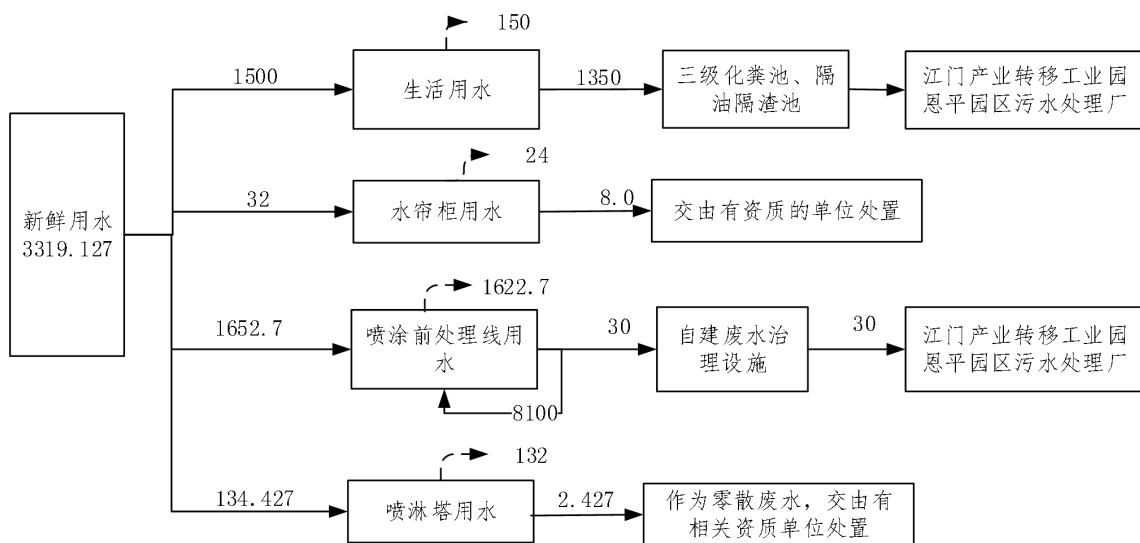 150
1500
生活用水
1350
三级化粪池、隔
油隔渣池
江门产业转移工业园
恩平园区污水处理厂
24
新鲜用水
3319.127
32
水帘柜用水
8.0
交由有资质的单位处置
1622.7
1652.7
喷涂前处理线用
水
30
自建废水治
理设施
30
江门产业转移工业园
恩平园区污水处理厂
8100
132
134.427
喷淋塔用水
2.427
作为零散废水，交由有
相关资质单位处置